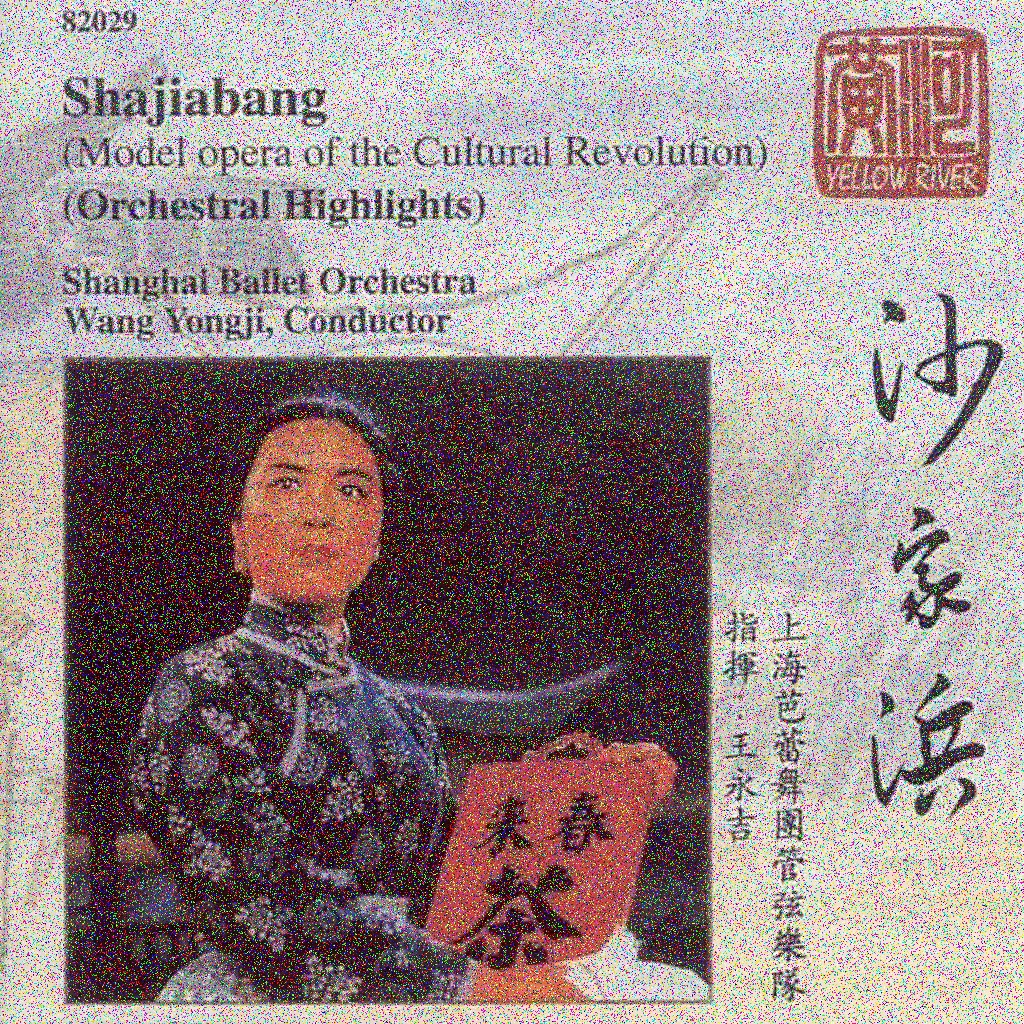 82029
Shajiabang
(Model opera of the Cultural Revolution)
(Orchestral Highlights)
Shanghai Ballet Orchestra
Wang Yongji, Conductor
黄河
YELLOW RIVER
沙家浜
上海芭蕾舞團管弦樂隊
指揮·王永吉
春來
茶